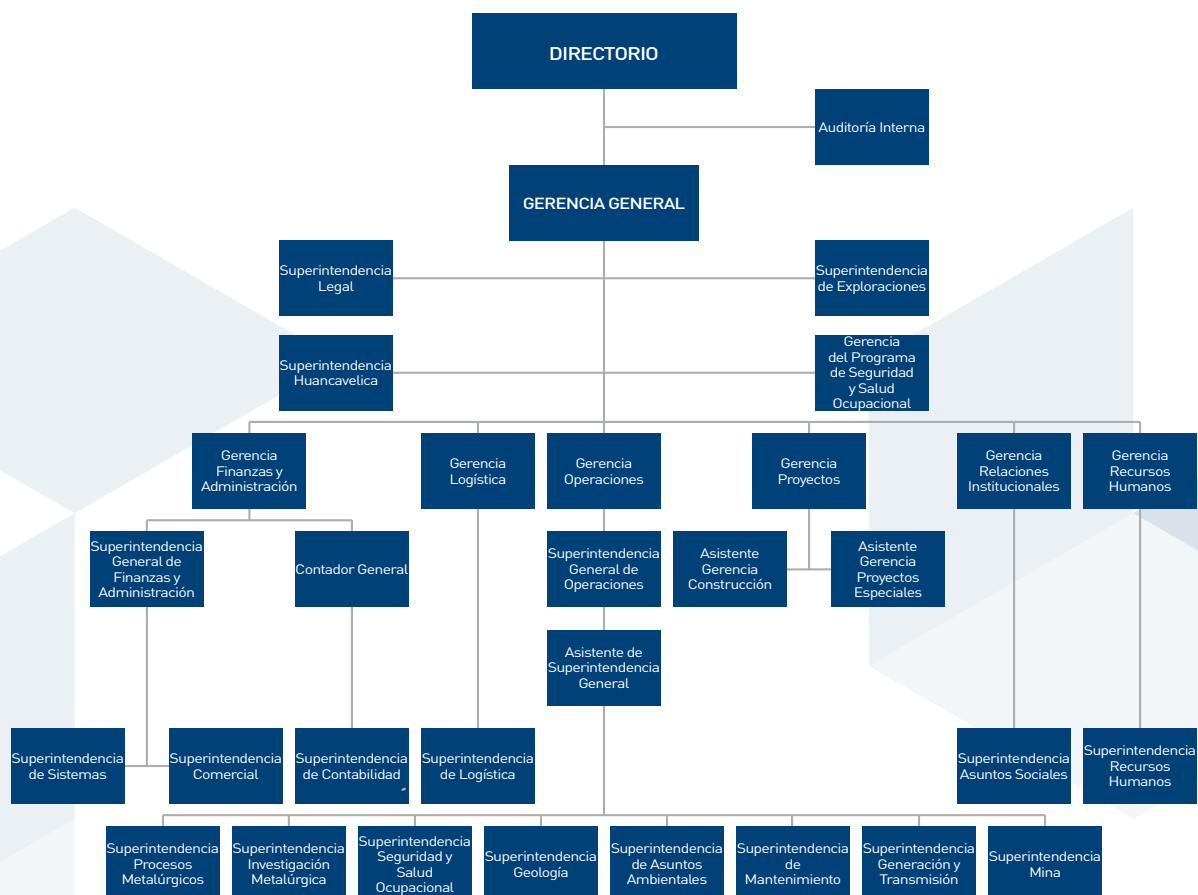 DIRECTORIO
Auditoría Interna
GERENCIA GENERAL
Superintendencia
Legal
Superintendencia
de Exploraciones
Superintendencia
Huancavelica
Gerencia
del Programa
de Seguridad
y Salud
Ocupacional
Gerencia
Finanzas y
Administración
Gerencia
Logística
Gerencia
Operaciones
Gerencia
Proyectos
Gerencia
Relaciones
Institucionales
Gerencia
Recursos
Humanos
Superintendencia
General de
Finanzas y
Administración
Contador General
Superintendencia
General de
Operaciones
Asistente
Gerencia
Construcción
Asistente
Gerencia
Proyectos
Especiales
Asistente de
Superintendencia
General
Superintendencia
de Sistemas
Superintendencia
Comercial
Superintendencia
de Contabilidad
Superintendencia
de Logística
Superintendencia
Asuntos Sociales
Superintendencia
Recursos
Humanos
Superintendencia
Procesos
Metalúrgicos
Superintendencia
Investigación
Metalúrgica
Superintendencia
Seguridad y
Salud
Ocupacional
Superintendencia
Geología
Superintendencia
de Asuntos
Ambientales
Superintendencia
de
Mantenimiento
Superintendencia
Generación y
Transmisión
Superintendencia
Mina